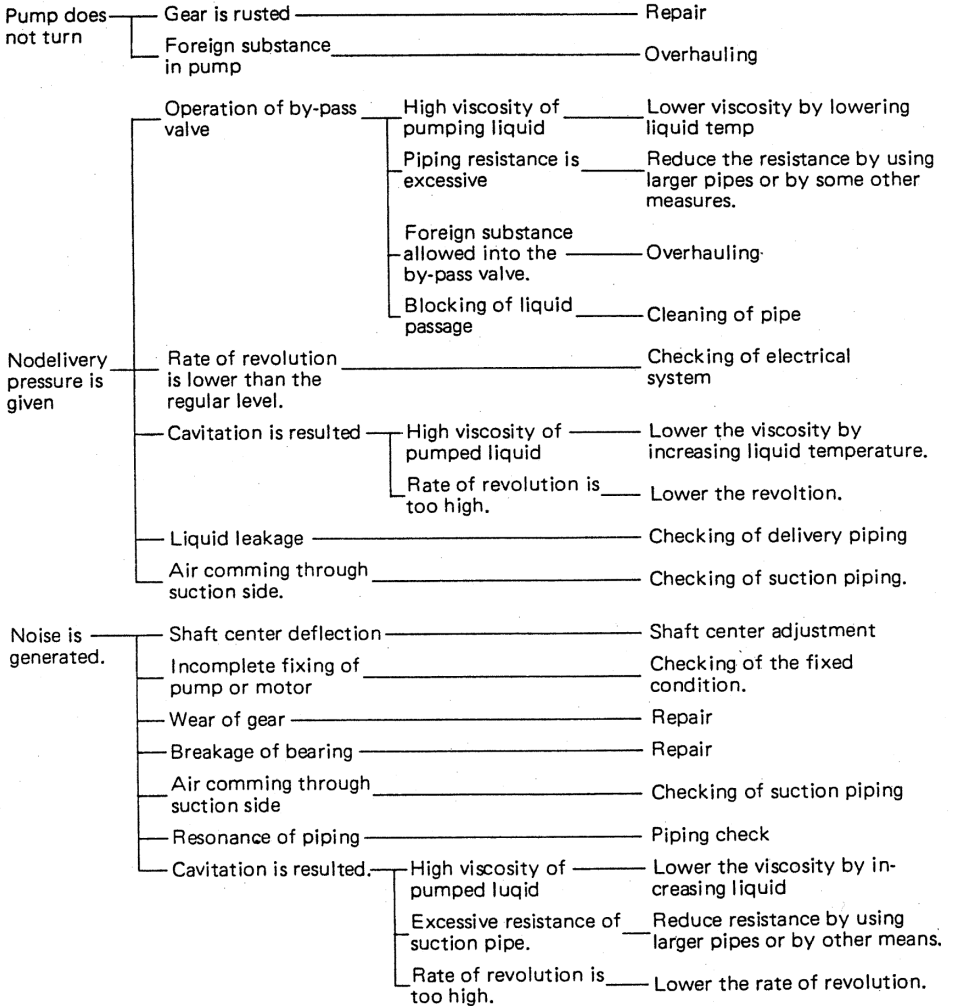 Pump does
not turn
Gear is rusted
Repair
Foreign substance
in pump
Overhauling
Nodelivery
pressure is
given
Operation of by-pass
valve
High viscosity of
pumping liquid
Lower viscosity by lowering
liquid temp
Piping resistance is
excessive
Reduce the resistance by using
larger pipes or by some other
measures.
Foreign substance
allowed into the
by-pass valve.
Overhauling
Blocking of liquid
passage
Cleaning of pipe
Rate of revolution
is lower than the
regular level.
Checking of electrical
system
Cavitation is resulted
High viscosity of
pumped liquid
Lower the viscosity by
increasing liquid temperature.
Rate of revolution is
too high.
Lower the revoltion.
Liquid leakage
Checking of delivery piping
Air comming through
suction side.
Checking of suction piping.
Noise is
generated.
Shaft center deflection
Shaft center adjustment
Incomplete fixing of
pump or motor
Checking of the fixed
condition.
Wear of gear
Repair
Breakage of bearing
Repair
Air comming through
suction side
Checking of suction piping
Resonance of piping
Piping check
Cavitation is resulted.
High viscosity of
pumped luqid
Lower the viscosity by in-
creasing liquid
Excessive resistance of
suction pipe.
Reduce resistance by using
larger pipes or by other means.
Rate of revolution is
too high.
Lower the rate of revolution.